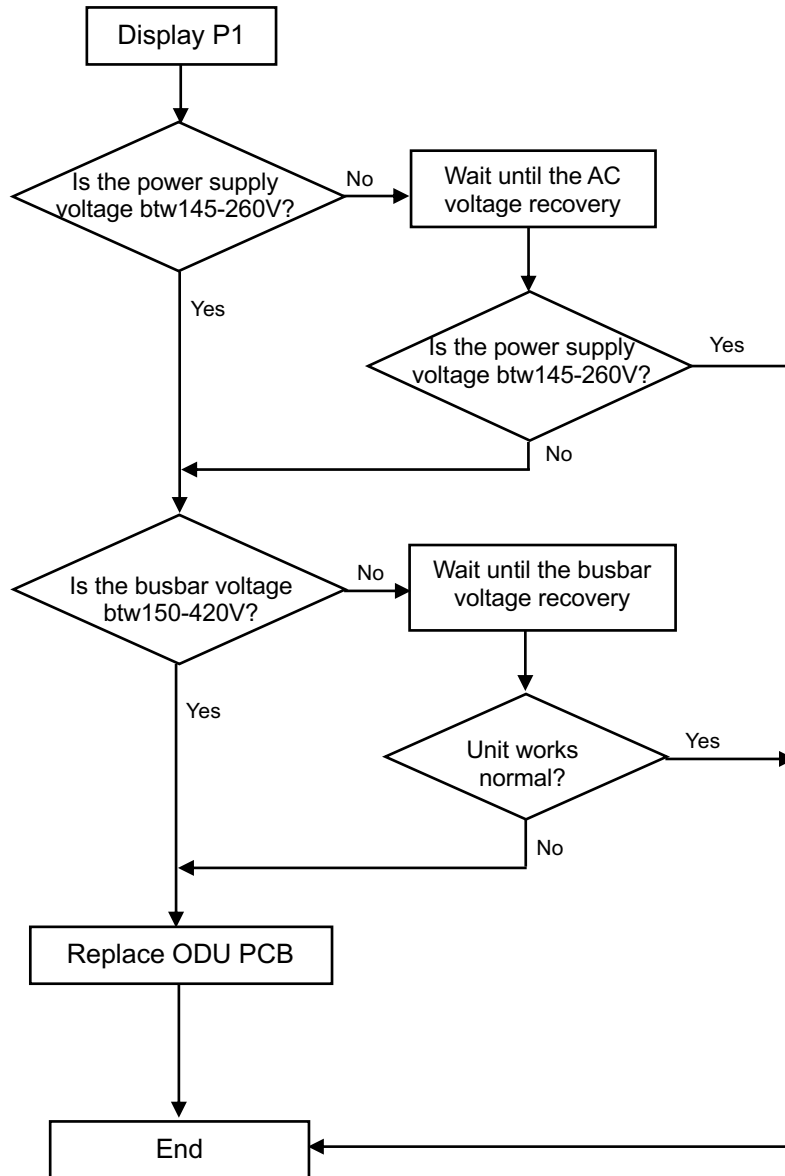 Display P1
Is the power supply
voltage btw145-260V?
No
Wait until the AC
voltage recovery
Yes
Is the power supply
voltage btw145-260V?
Yes
No
Is the busbar voltage
btw150-420V?
No
Wait until the busbar
voltage recovery
Yes
Unit works
normal?
Yes
No
Replace ODU PCB
End